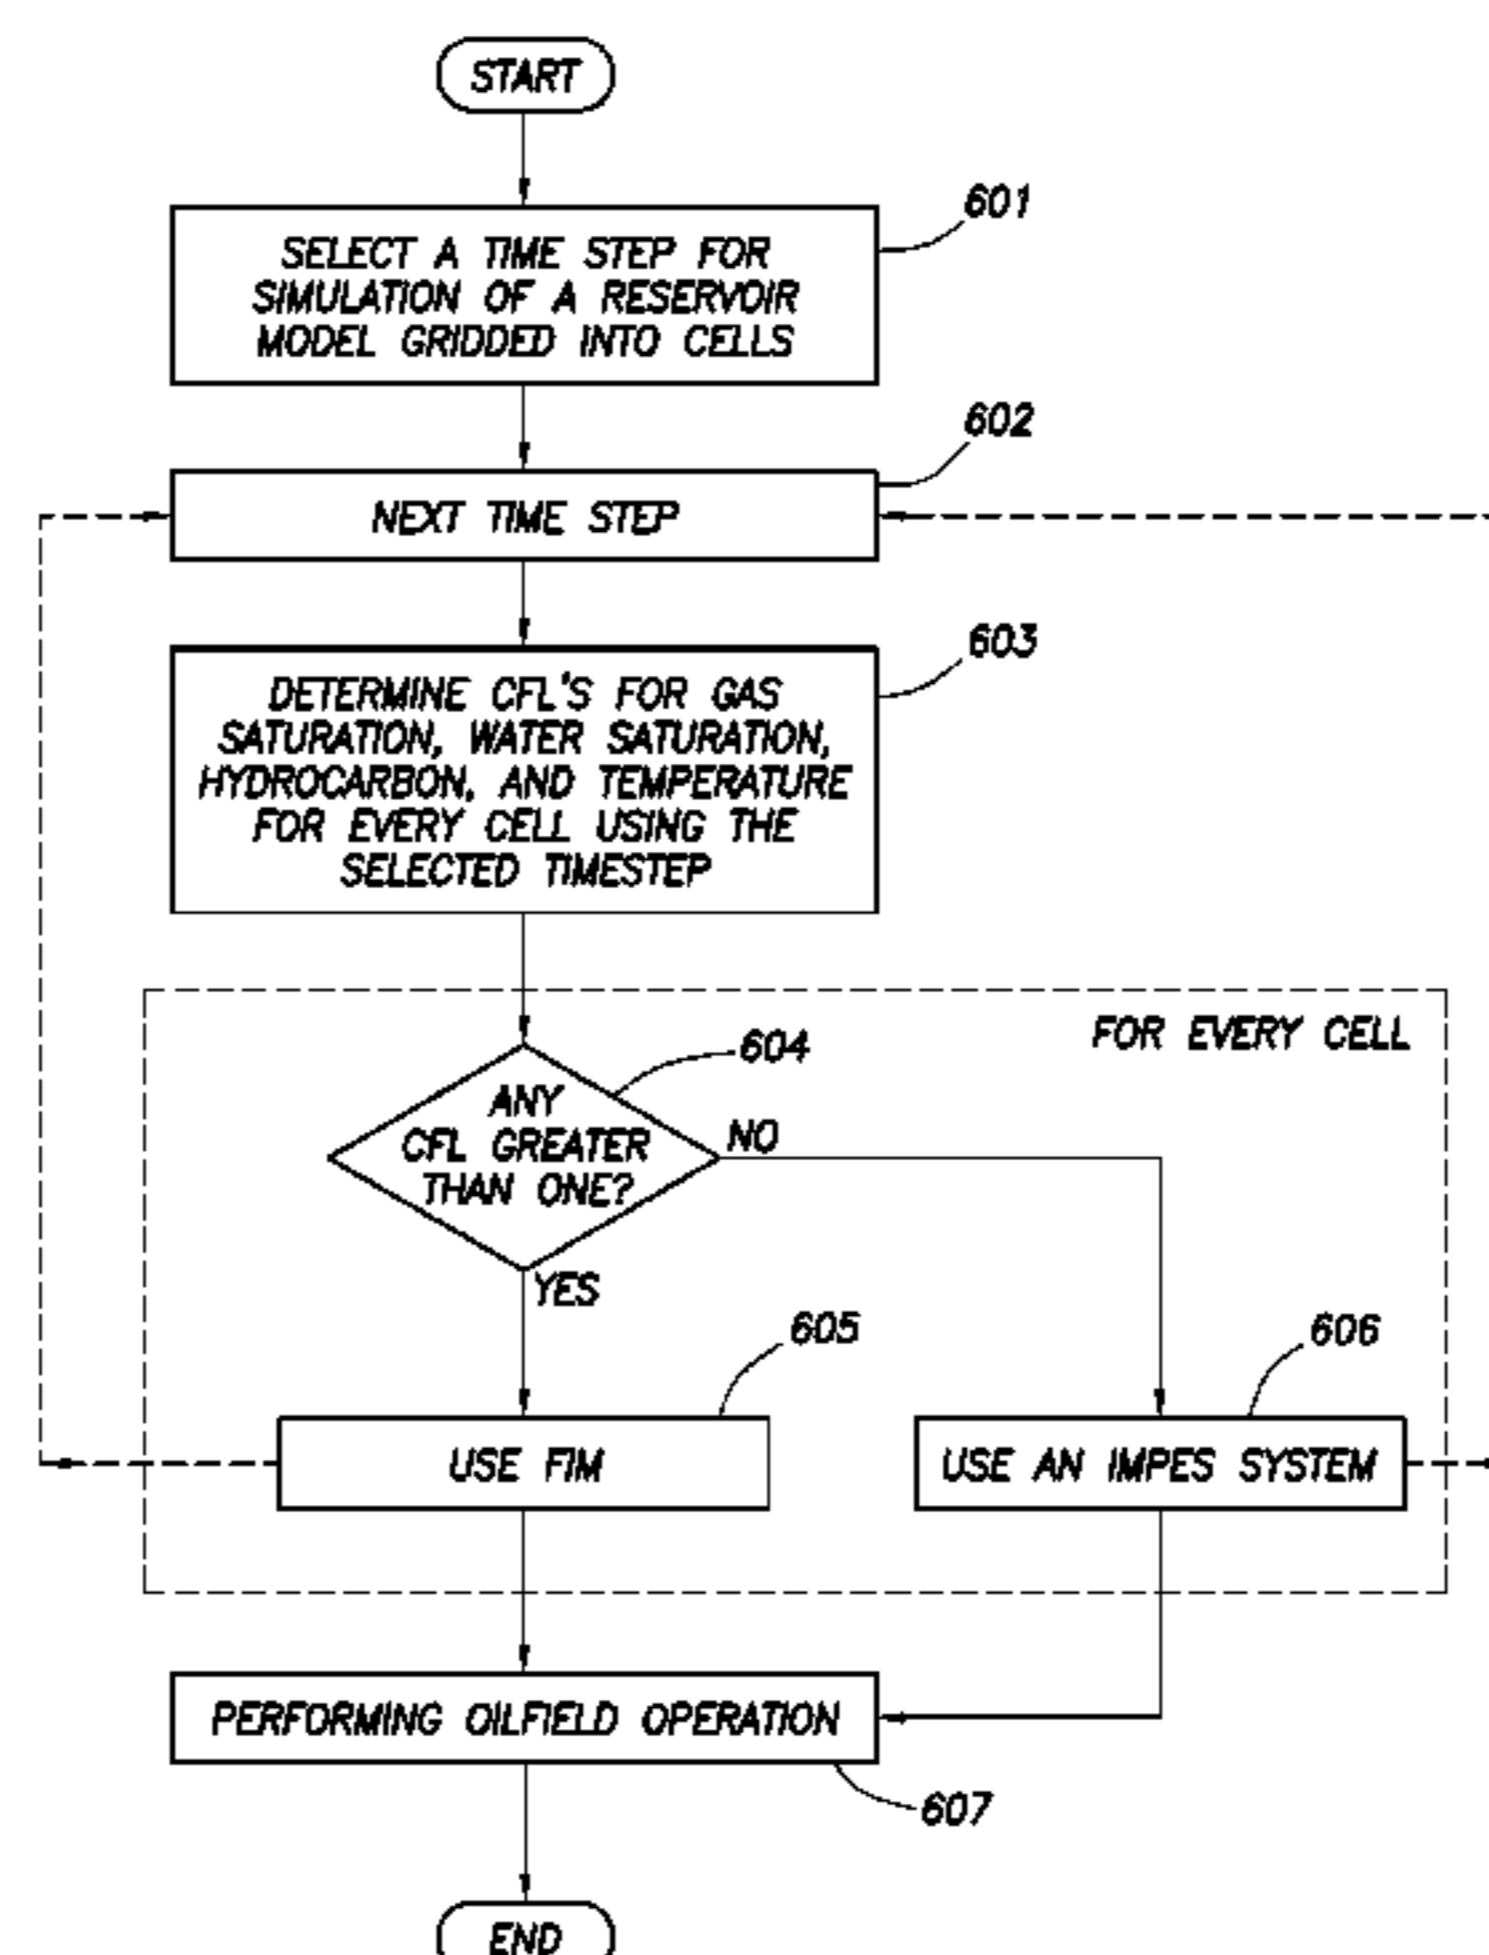 START
601
SELECT A TIME STEP FOR
SIMULATION OF A RESERVOIR
MODEL GRIDDED INTO CELLS
602
NEXT TIME STEP
603
DETERMINE CFL'S FOR GAS
SATURATION, WATER SATURATION,
HYDROCARBON, AND TEMPERATURE
FOR EVERY CELL USING THE
SELECTED TIMESTEP
FOR EVERY CELL
604
ANY
CFL GREATER
THAN ONE?
NO
YES
605
606
USE FIM
USE AN IMPES SYSTEM
PERFORMING OILFIELD OPERATION
607
END